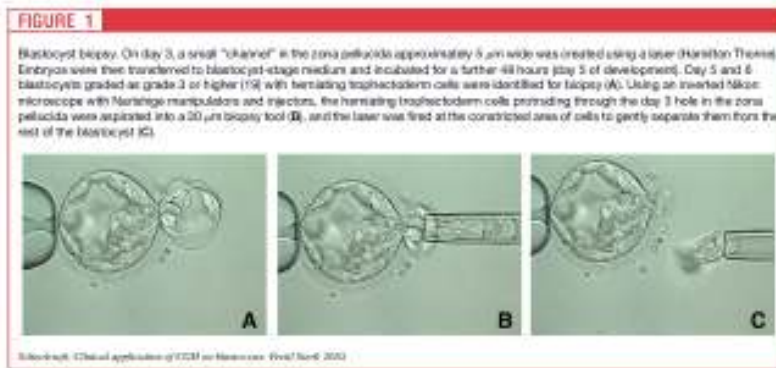 FIGURE 1
Blastocyst biopsy. On day 3, a small "channel" in the zona pellucida approximately 5 μm wide was created using a laser (Hamilton Thorne).
Embryos were then transferred to blastocyst-stage medium and incubated for a further 48 hours (day 5 of development). Day 5 and 6
blastocysts graded as grade 3 or higher (19) with herniating trophectoderm cells were identified for biopsy (A). Using an inverted Nikon
microscope with Narishige manipulators and injectors, the herniating trophectoderm cells protruding through the day 3 hole in the zona
pellucida were aspirated into a 30 μm biopsy tool (B), and the laser was fired at the constricted area of cells to gently separate them from the
rest of the blastocyst (C).
A
B
C
Schoolcraft. Clinical application of CCS on blastocysts. Fertil Steril 2010.